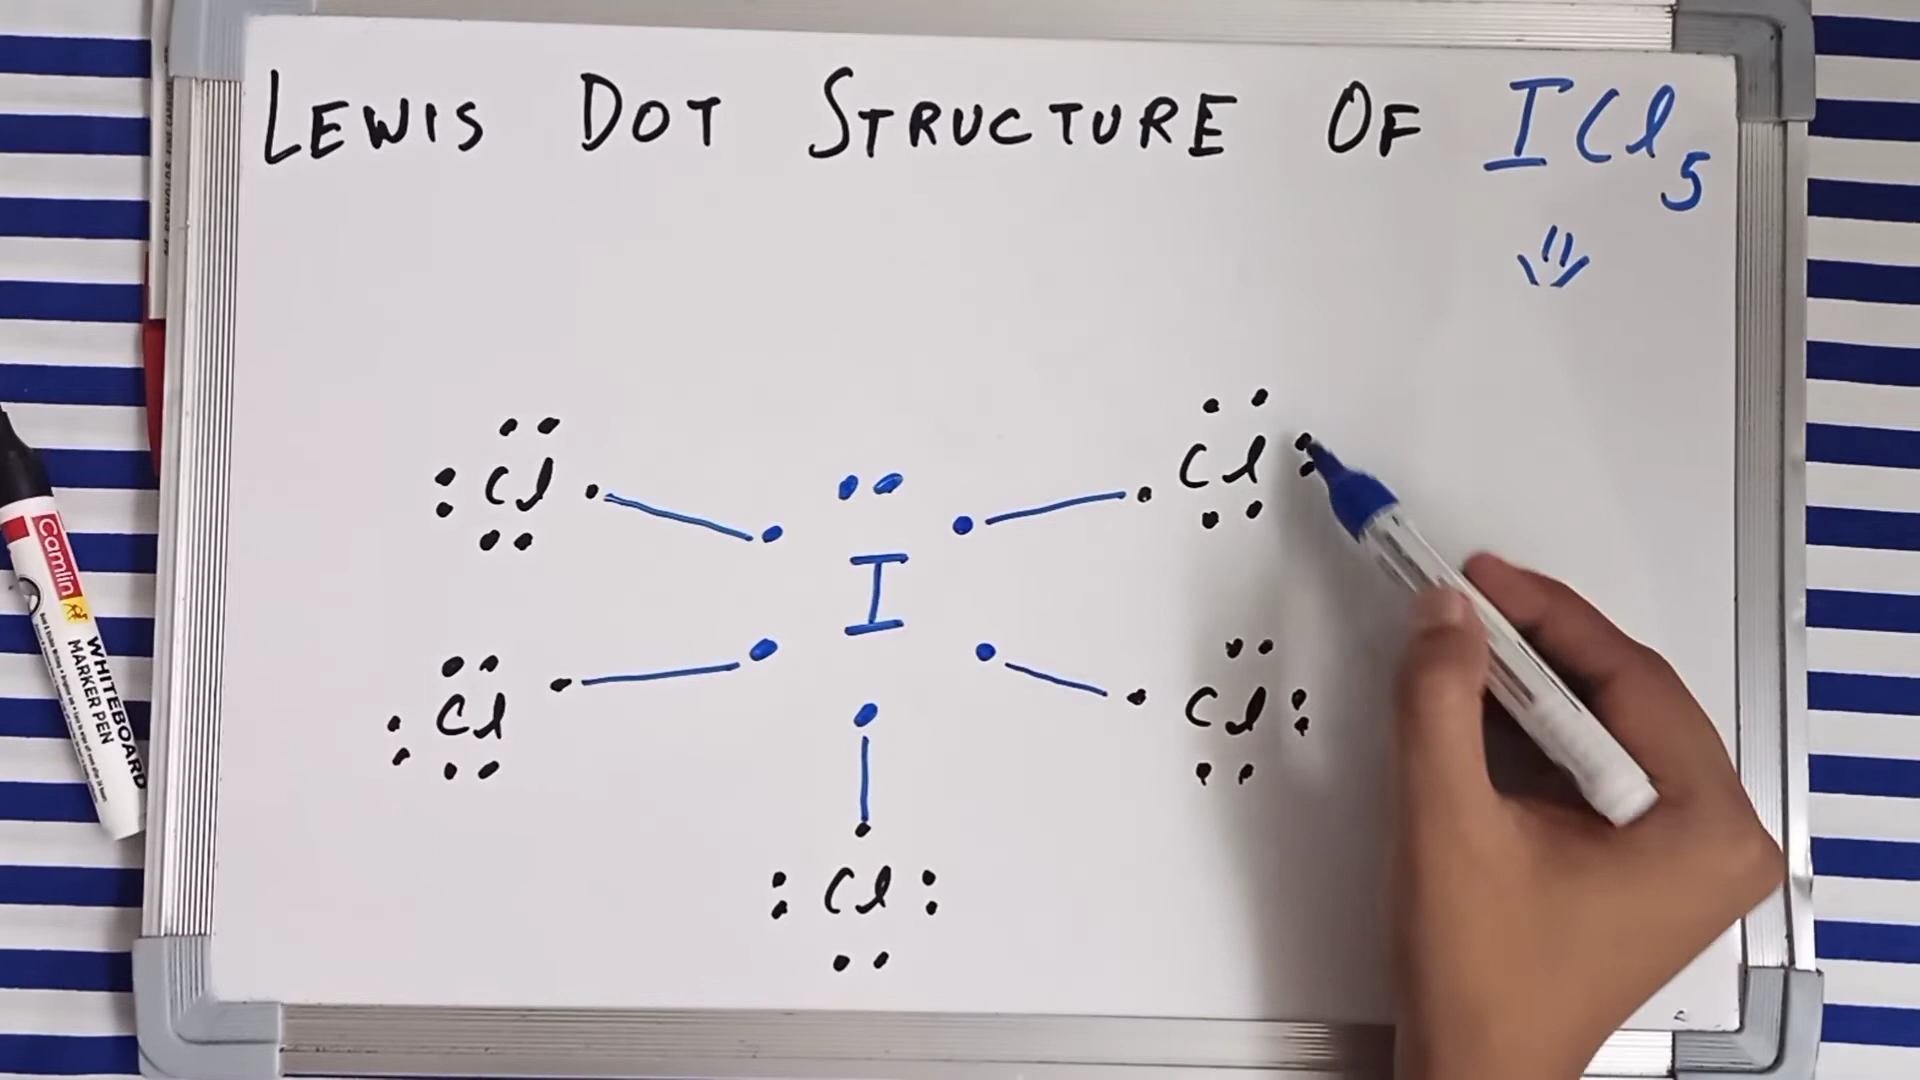 LEWIS DOT STRUCTURE OF ICl5
Cl
Cl
I
Cl
Cl
Cl
Camlin
WHITEBOARD
MARKER PEN